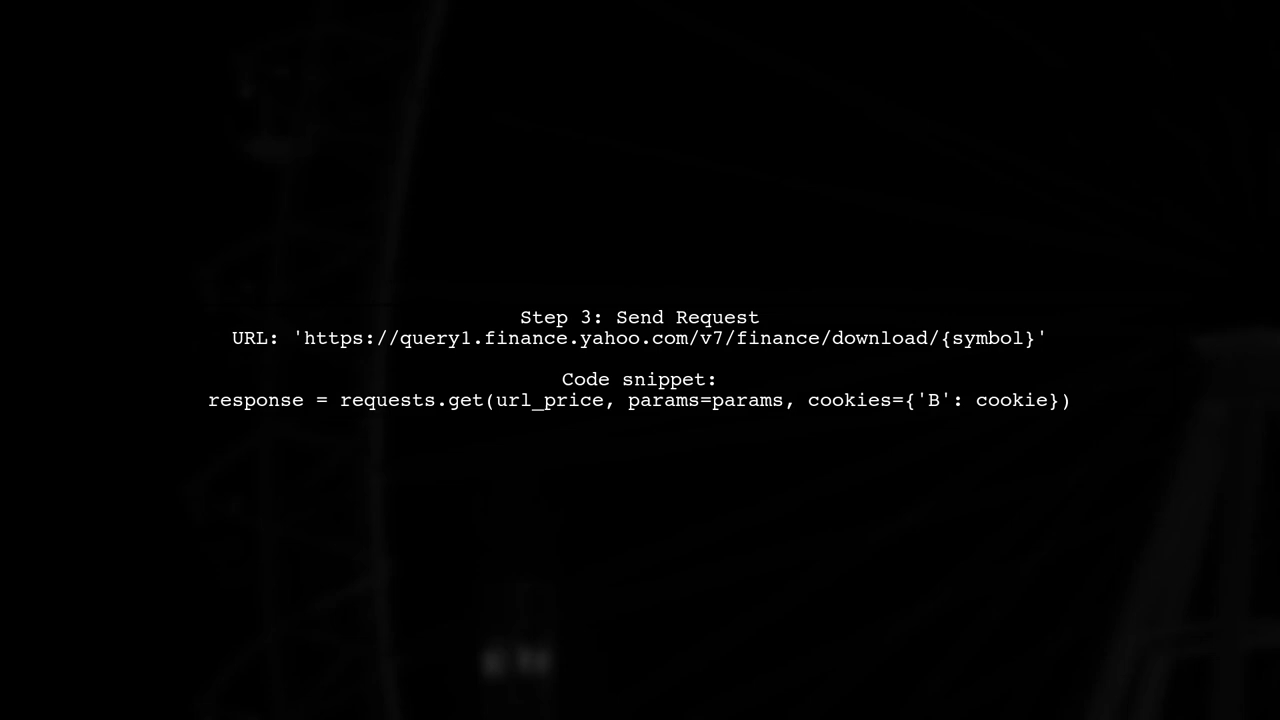 Step 3: Send Request
URL: 'https://query1.finance.yahoo.com/v7/finance/download/{symbol}'
Code snippet:
response = requests.get(url_price, params=params, cookies={'B': cookie})